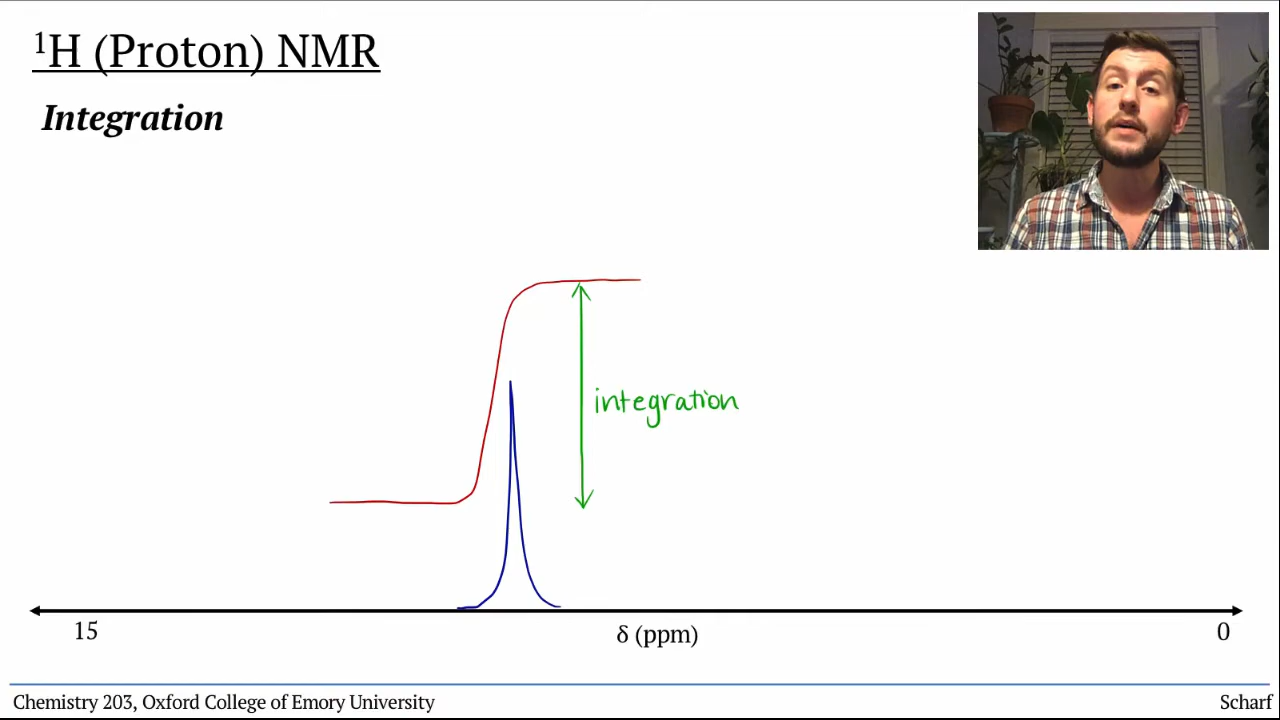 ¹H (Proton) NMR
Integration
integration
15
δ (ppm)
0
Chemistry 203, Oxford College of Emory University
Scharf